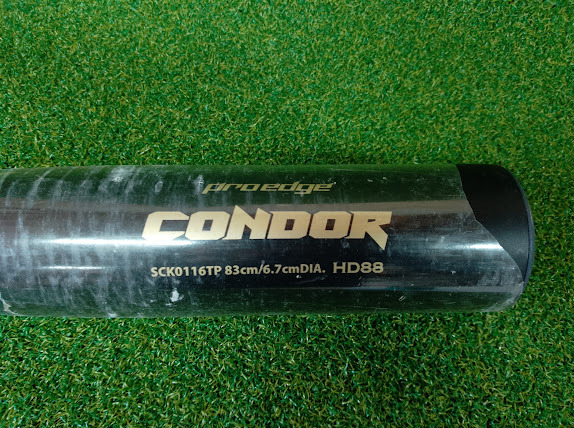 proedge
CONDOR
SCK0116TP 83cm/6.7cmDIA. HD88